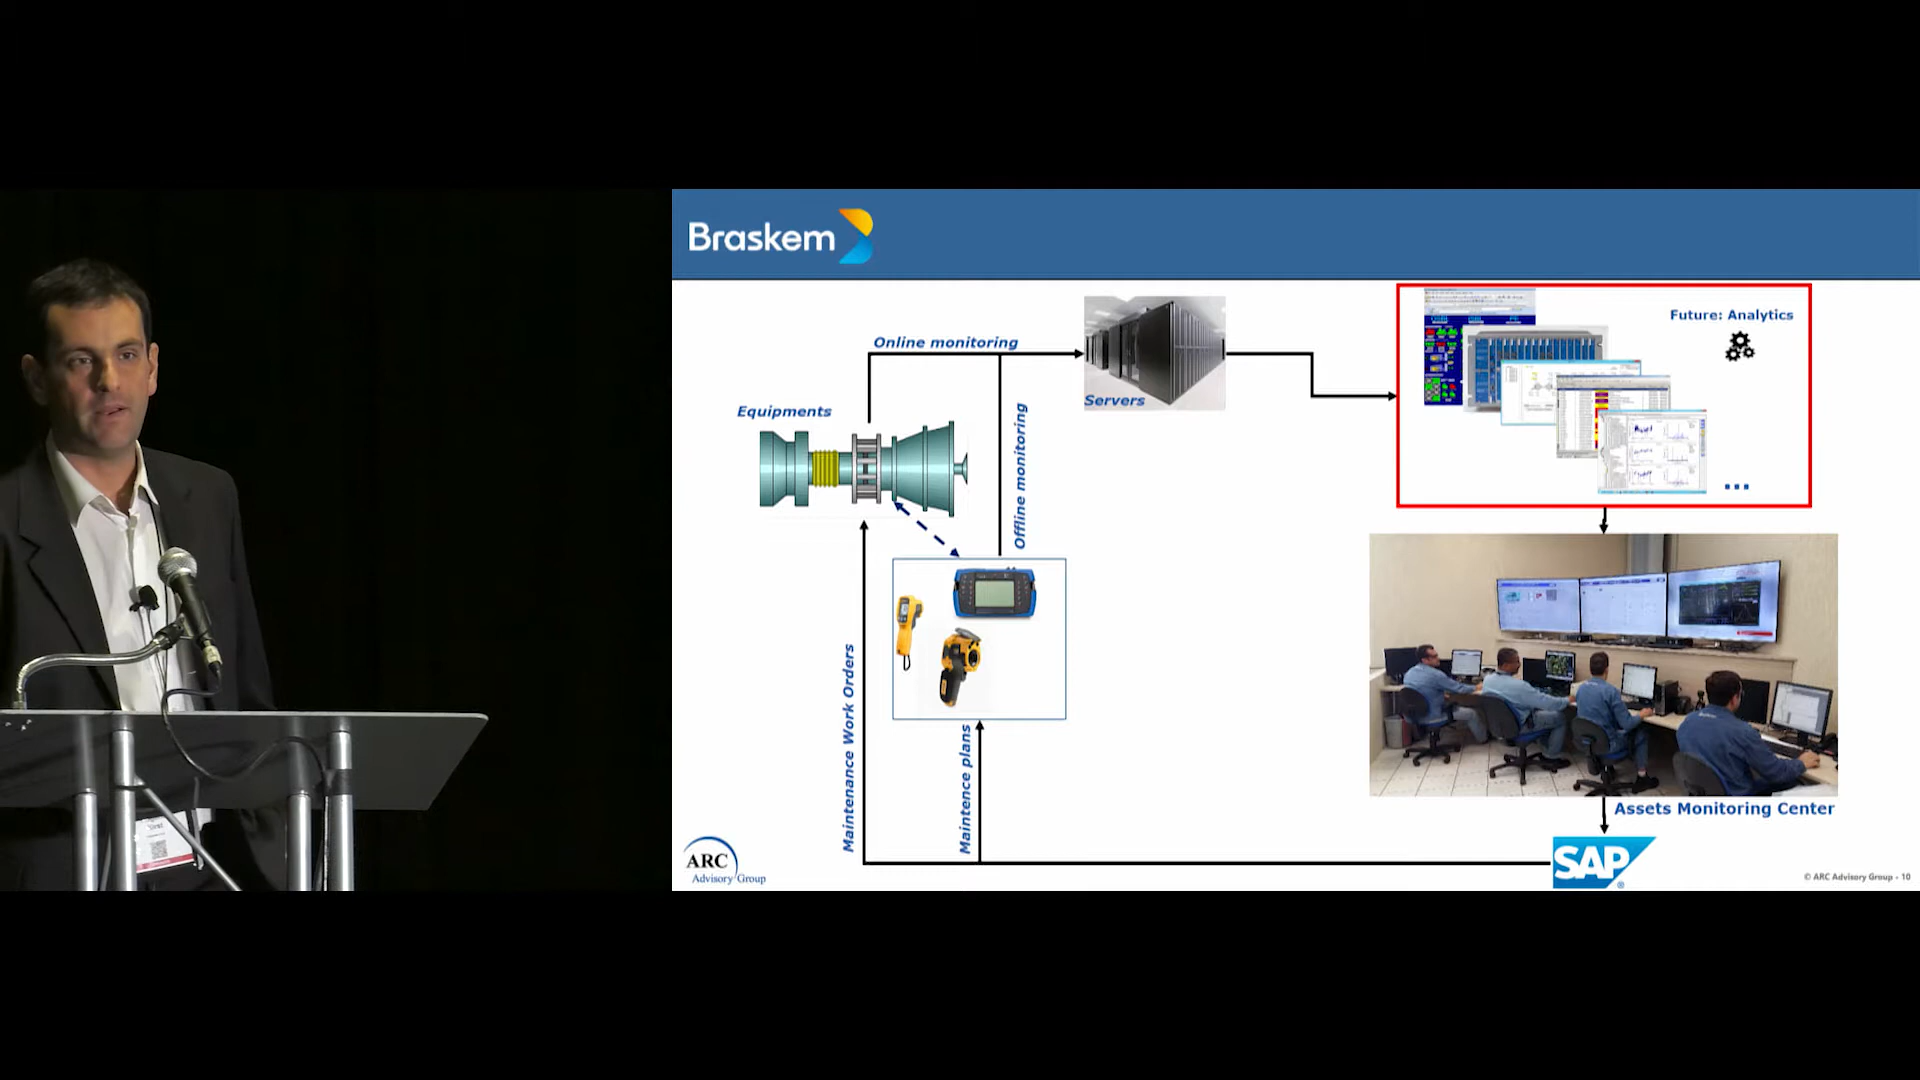 Braskem
Future: Analytics
Online monitoring
Servers
Equipments
Offline monitoring
Maintenance Work Orders
Maintence plans
Assets Monitoring Center
SAP
®
ARC
Advisory Group
© ARC Advisory Group - 10